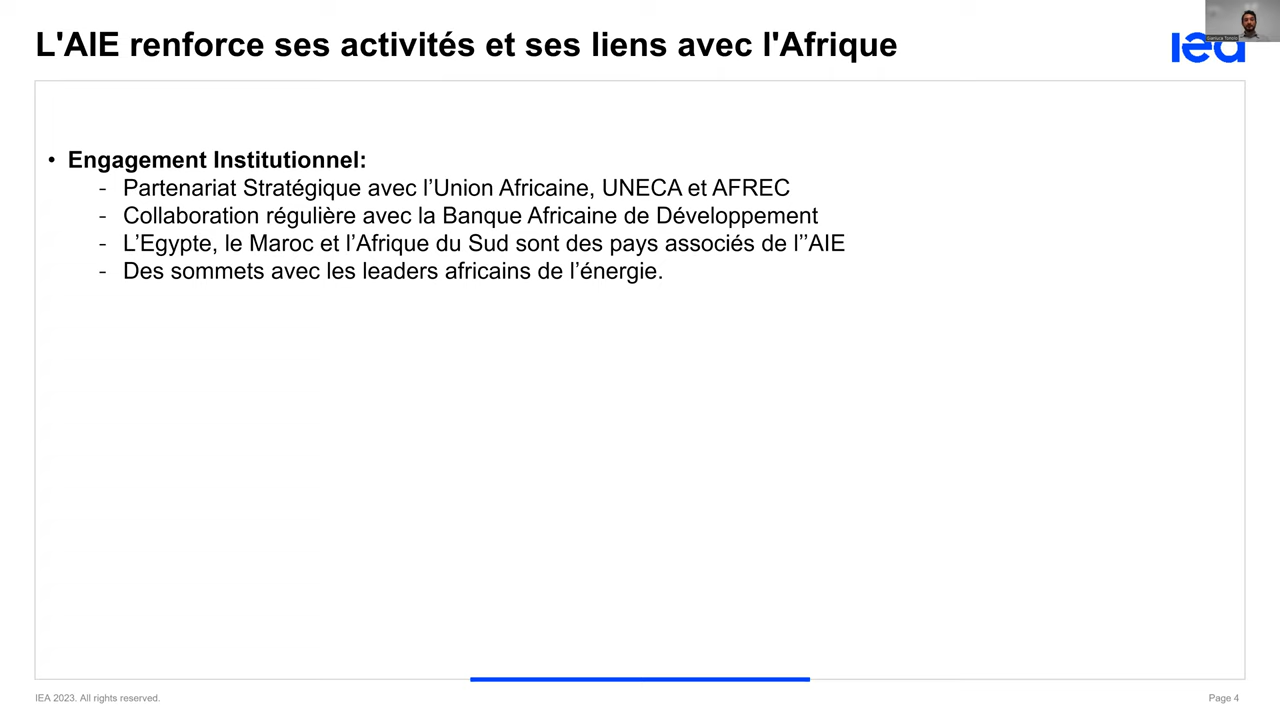 L'AIE renforce ses activités et ses liens avec l'Afrique
iea
• Engagement Institutionnel:
- Partenariat Stratégique avec l’Union Africaine, UNECA et AFREC
- Collaboration régulière avec la Banque Africaine de Développement
- L’Egypte, le Maroc et l’Afrique du Sud sont des pays associés de l’’AIE
- Des sommets avec les leaders africains de l’énergie.
IEA 2023. All rights reserved.
Page 4